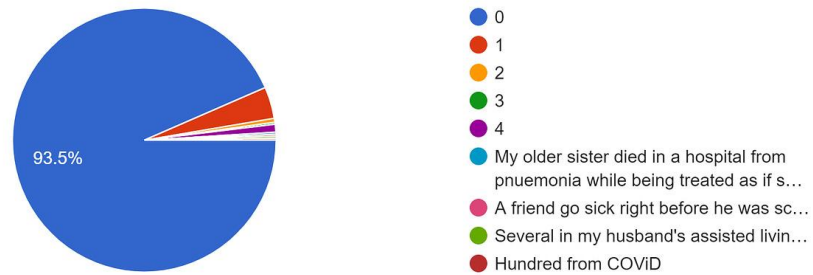 93.5%
0
1
2
3
4
My older sister died in a hospital from
pnuemonia while being treated as if s…
A friend go sick right before he was sc…
Several in my husband's assisted livin…
Hundred from COViD